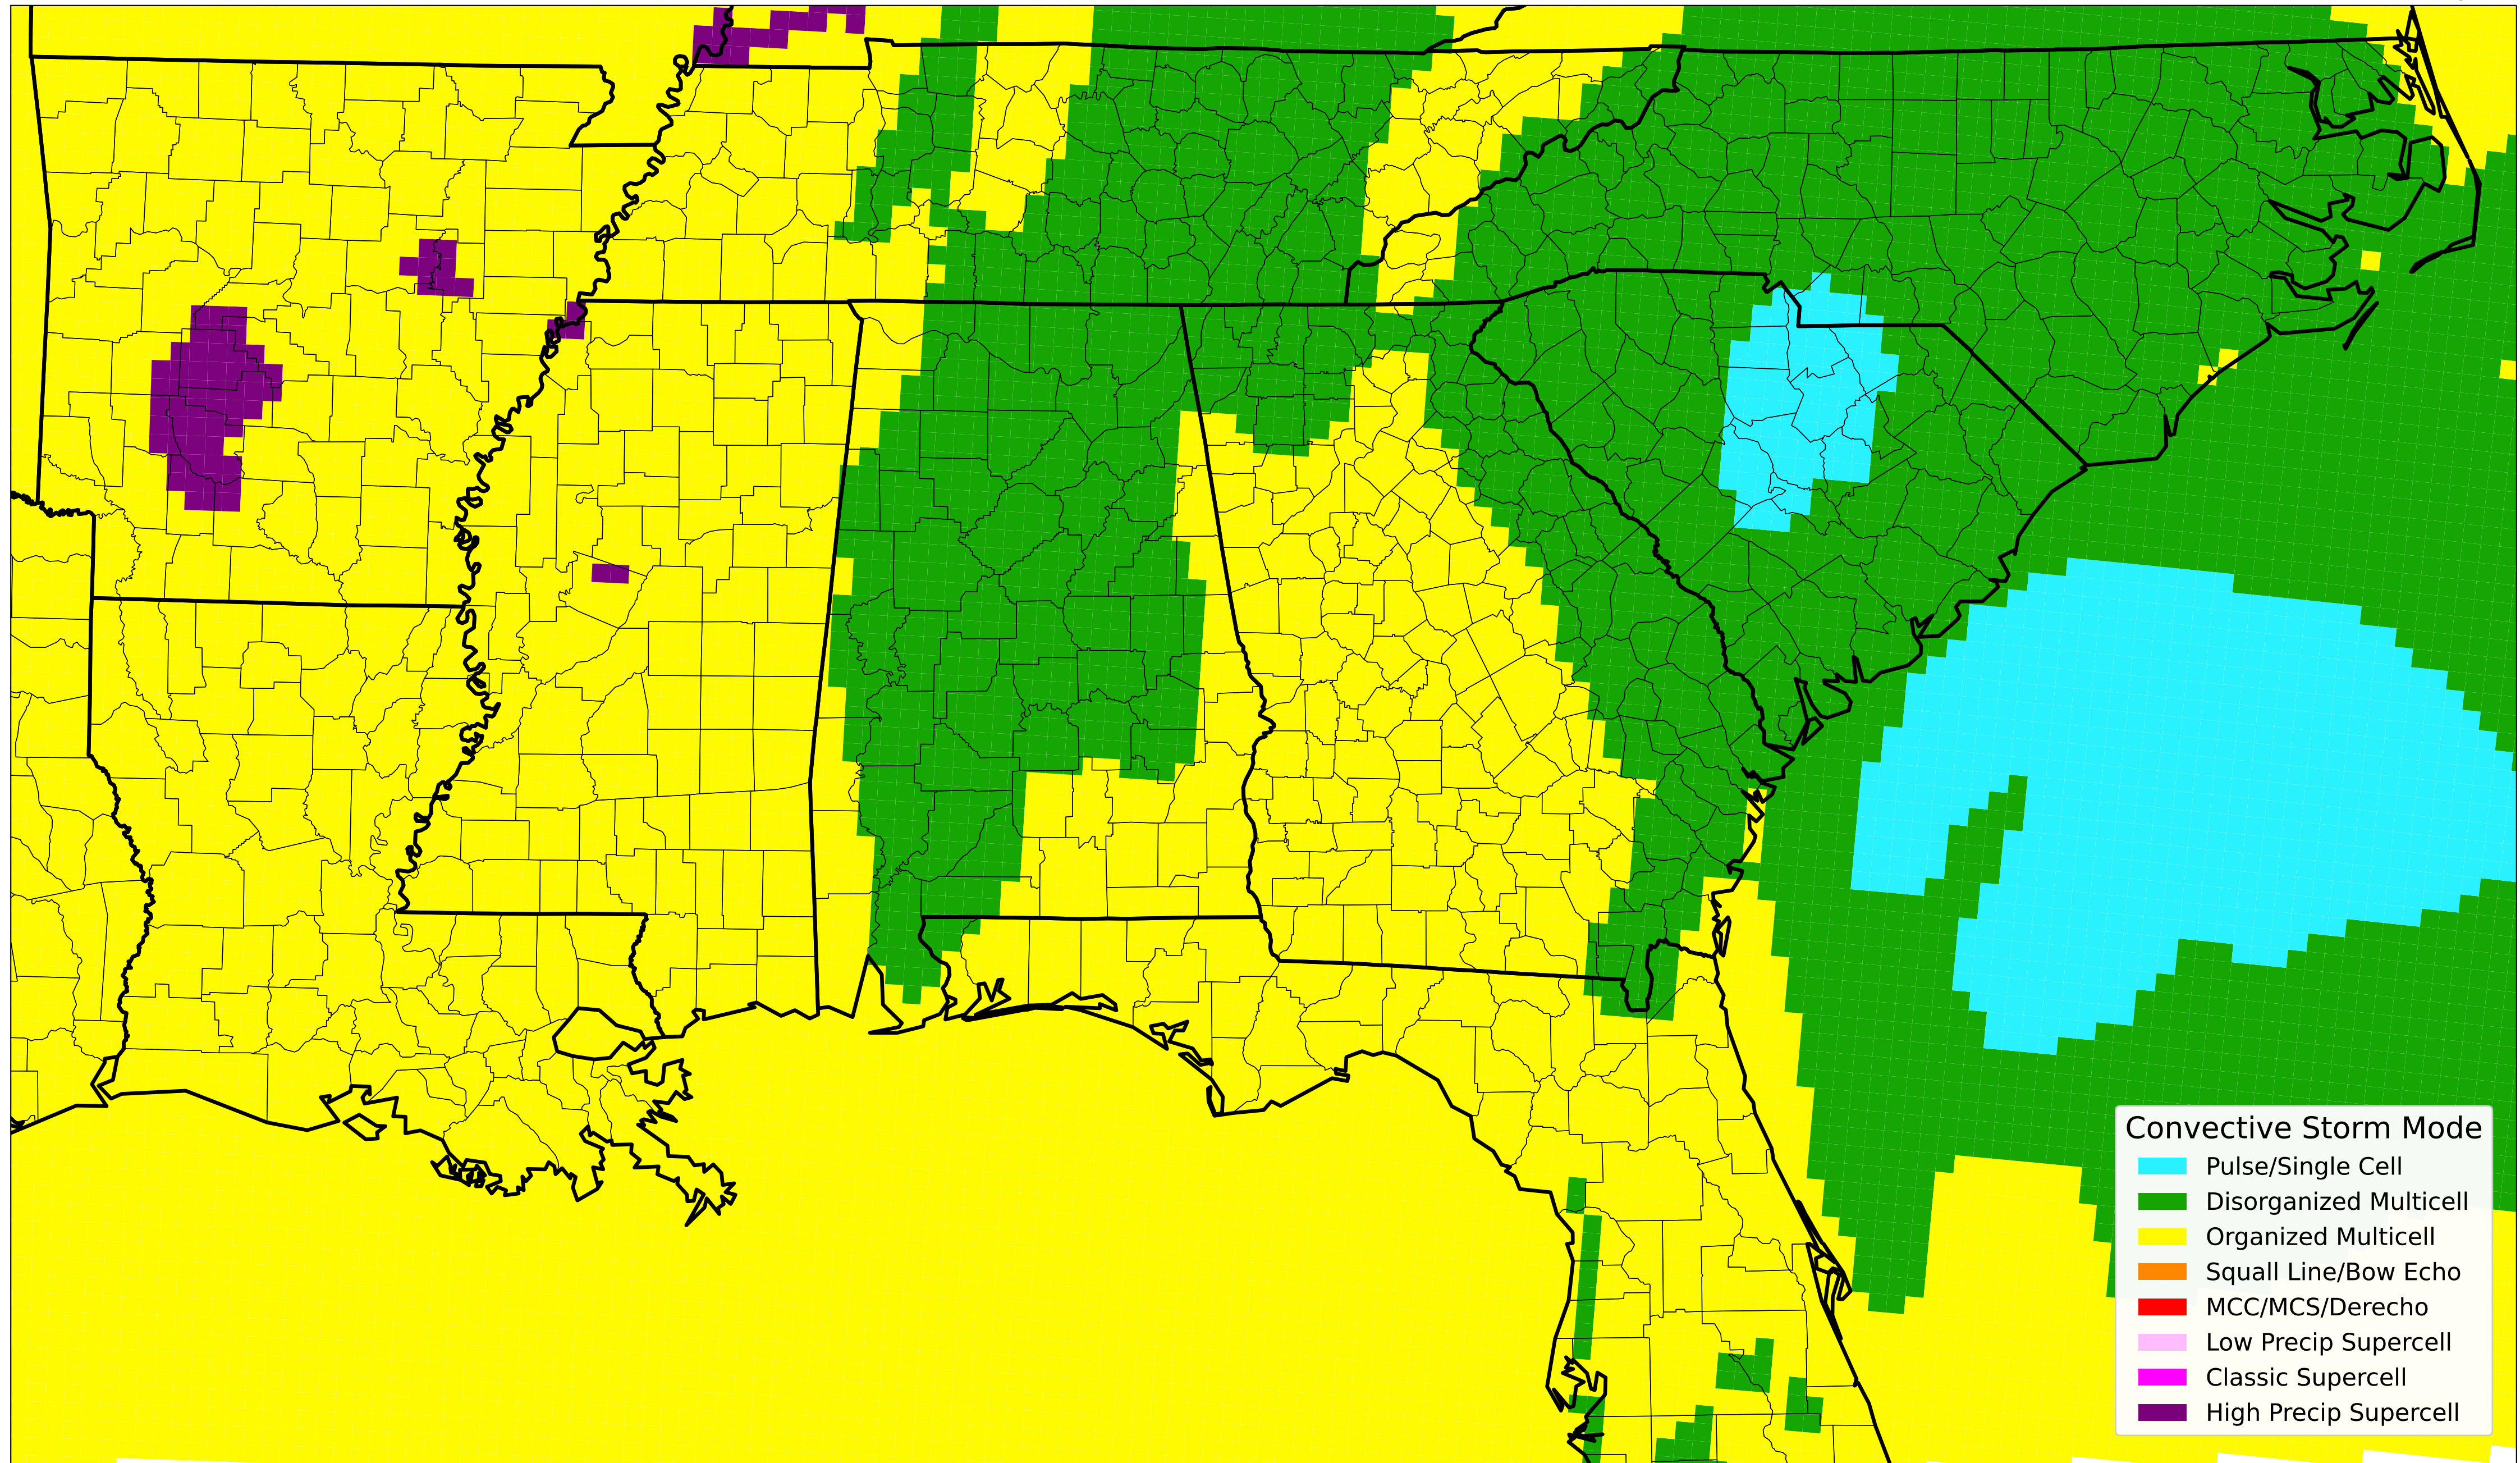 Convective Storm Mode
Pulse/Single Cell
Disorganized Multicell
Organized Multicell
Squall Line/Bow Echo
MCC/MCS/Derecho
Low Precip Supercell
Classic Supercell
High Precip Supercell